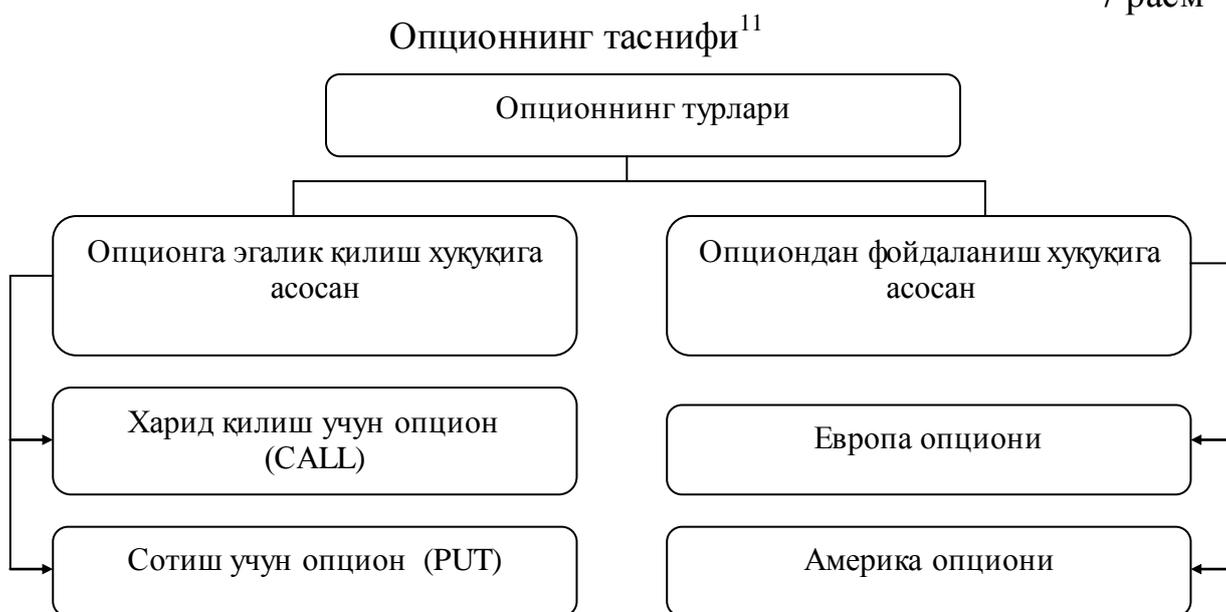 7 расм
Опционнинг таснифи¹¹
Опционнинг турлари
Опционга эгалик қилиш хуқуқига
асосан
Опциондан фойдаланиш хуқуқига
асосан
Харид қилиш учун опцион
(CALL)
Европа опциони
Сотиш учун опцион (PUT)
Америка опциони